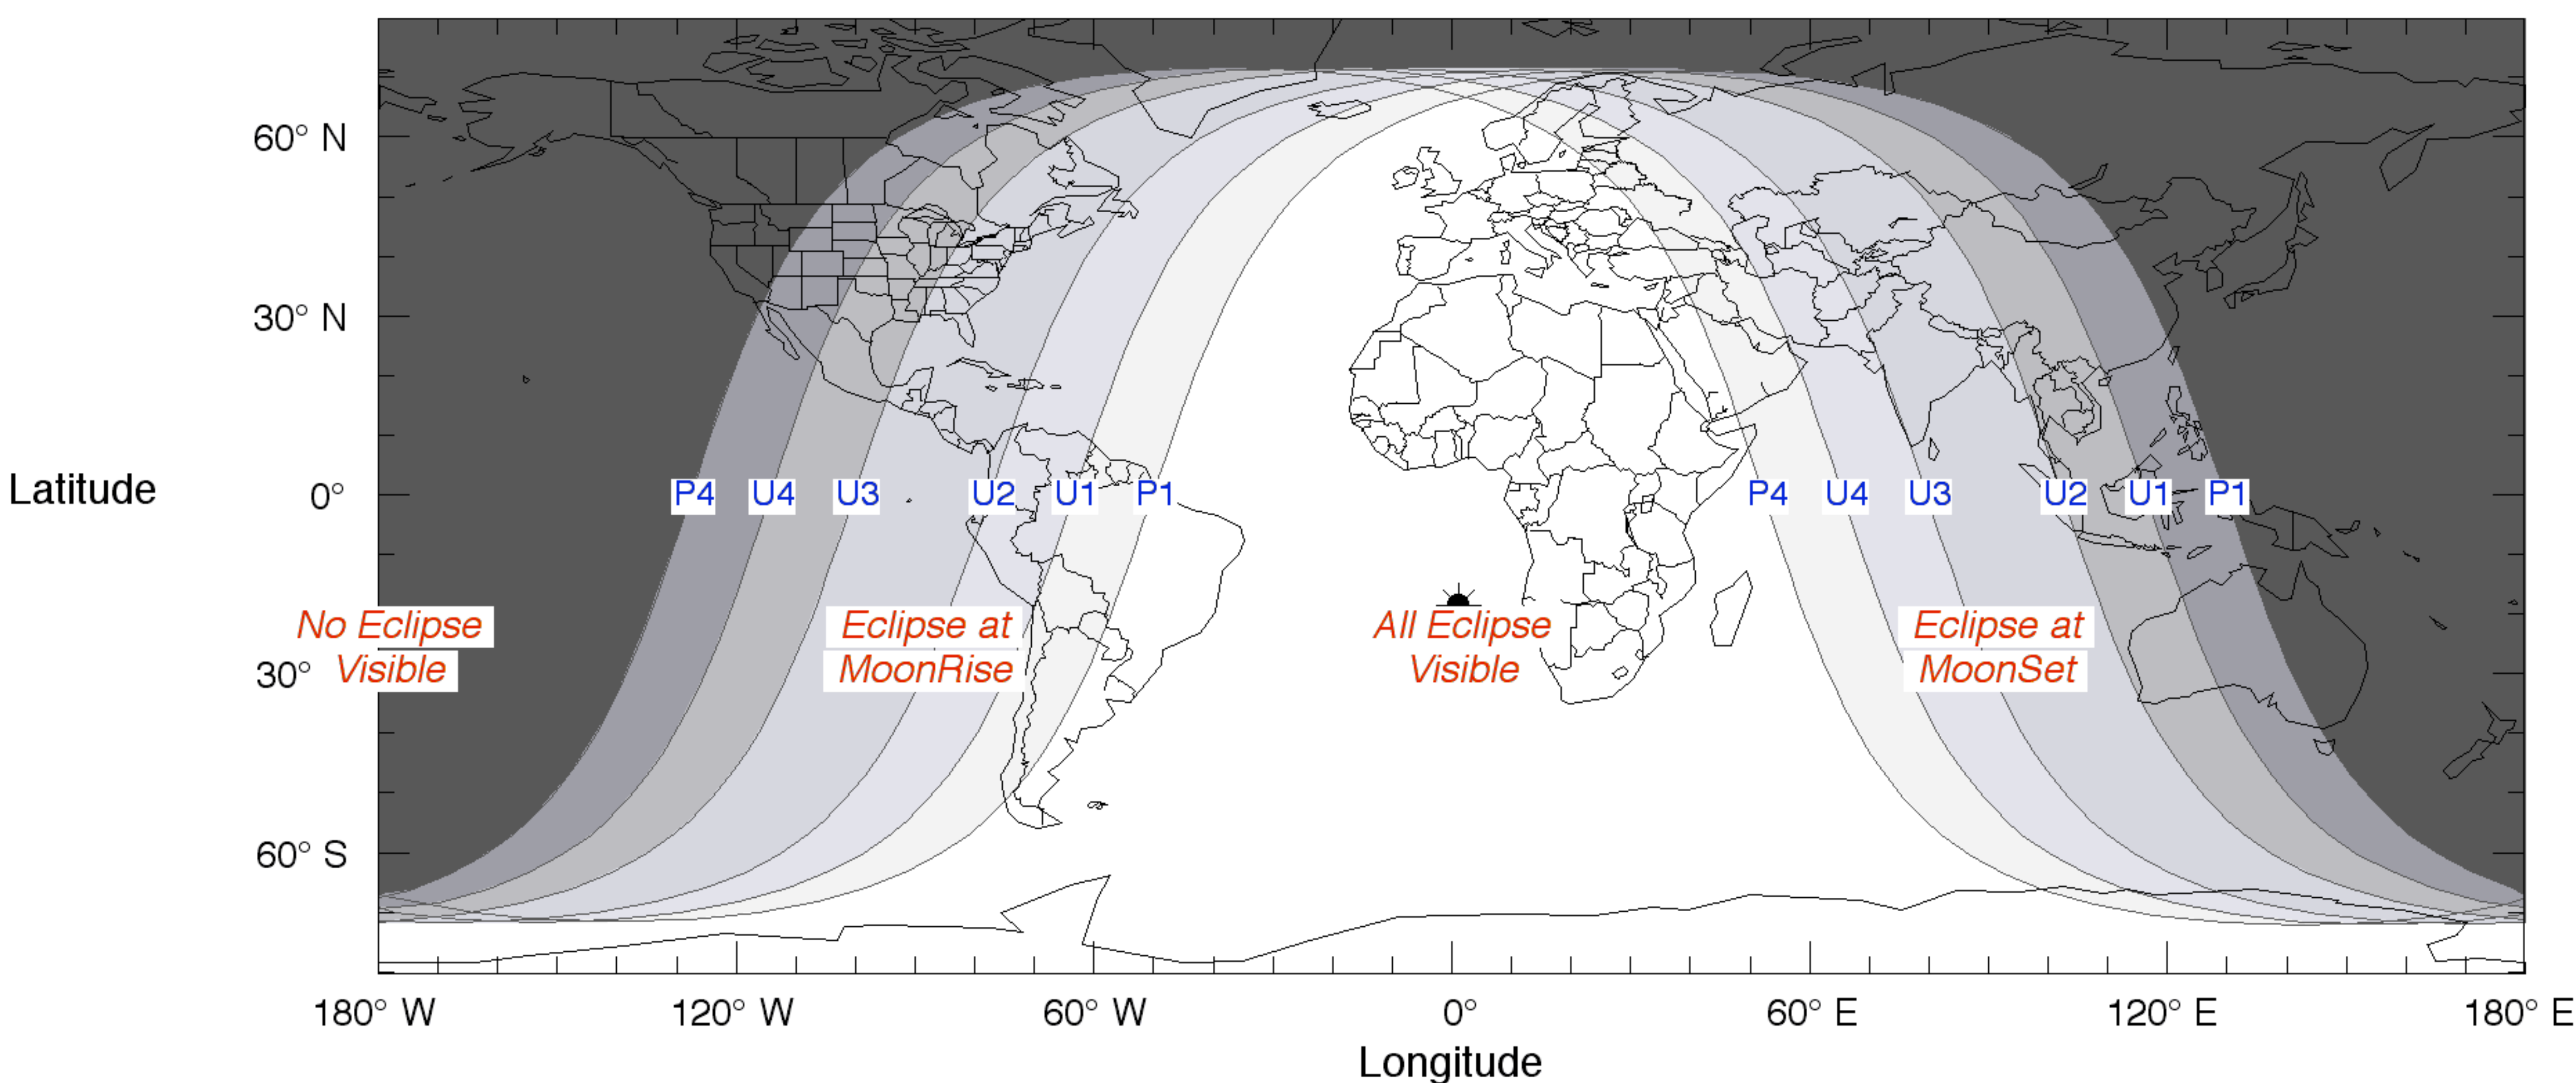 60° N
30° N
Latitude
0°
P4 U4 U3 U2 U1 P1 P4 U4 U3 U2 U1 P1
No Eclipse
Visible
Eclipse at
MoonRise
All Eclipse
Visible
Eclipse at
MoonSet
30°
60° S
180° W 120° W 60° W 0° 60° E 120° E 180° E
Longitude